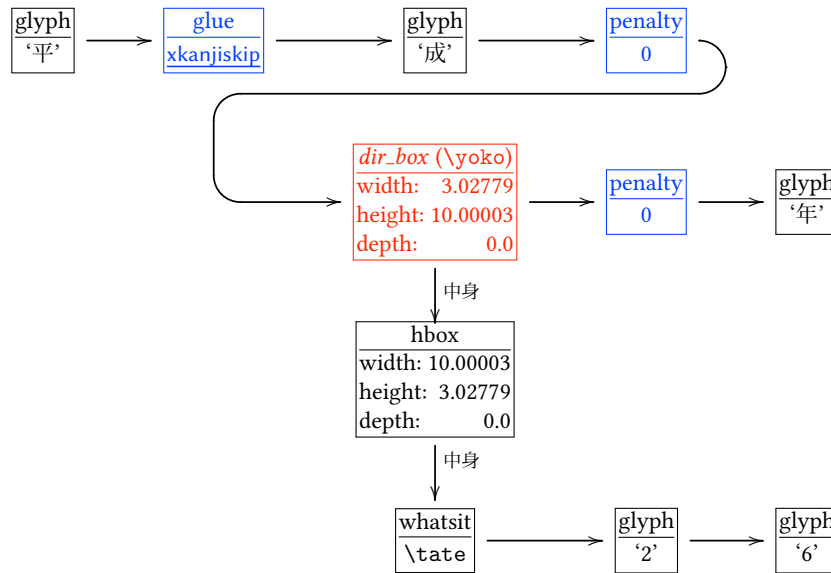 glyph
‘平’
glue
xkanjiskip
glyph
‘成’
penalty
0
dir_box (\yoko)
width: 3.02779
height: 10.00003
depth: 0.0
penalty
0
glyph
‘年’
中身
hbox
width: 10.00003
height: 3.02779
depth: 0.0
中身
whatsit
\tate
glyph
‘2’
glyph
‘6’